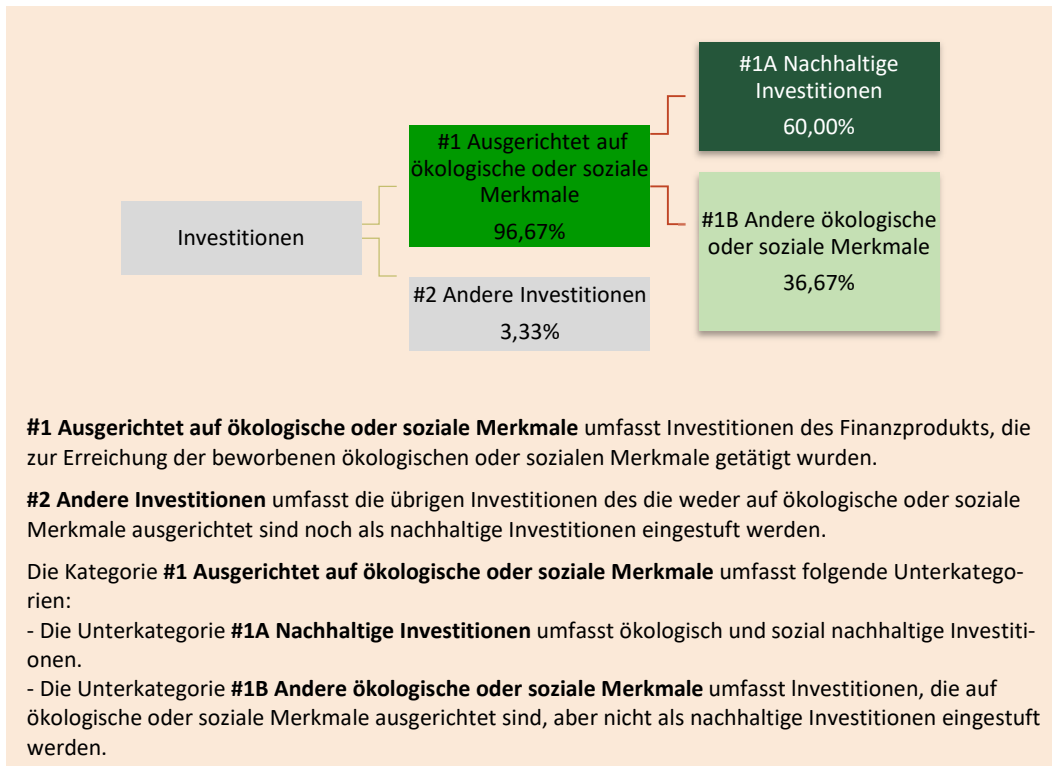 #1A Nachhaltige
Investitionen
60,00%
#1 Ausgerichtet auf
ökologische oder soziale
Merkmale
96,67%
#1B Andere ökologische
oder soziale Merkmale
36,67%
Investitionen
#2 Andere Investitionen
3,33%
#1 Ausgerichtet auf ökologische oder soziale Merkmale umfasst Investitionen des Finanzprodukts, die
zur Erreichung der beworbenen ökologischen oder sozialen Merkmale getätigt wurden.
#2 Andere Investitionen umfasst die übrigen Investitionen des die weder auf ökologische oder soziale
Merkmale ausgerichtet sind noch als nachhaltige Investitionen eingestuft werden.
Die Kategorie #1 Ausgerichtet auf ökologische oder soziale Merkmale umfasst folgende Unterkatego-
rien:
- Die Unterkategorie #1A Nachhaltige Investitionen umfasst ökologisch und sozial nachhaltige Investiti-
onen.
- Die Unterkategorie #1B Andere ökologische oder soziale Merkmale umfasst lnvestitionen, die auf
ökologische oder soziale Merkmale ausgerichtet sind, aber nicht als nachhaltige Investitionen eingestuft
werden.